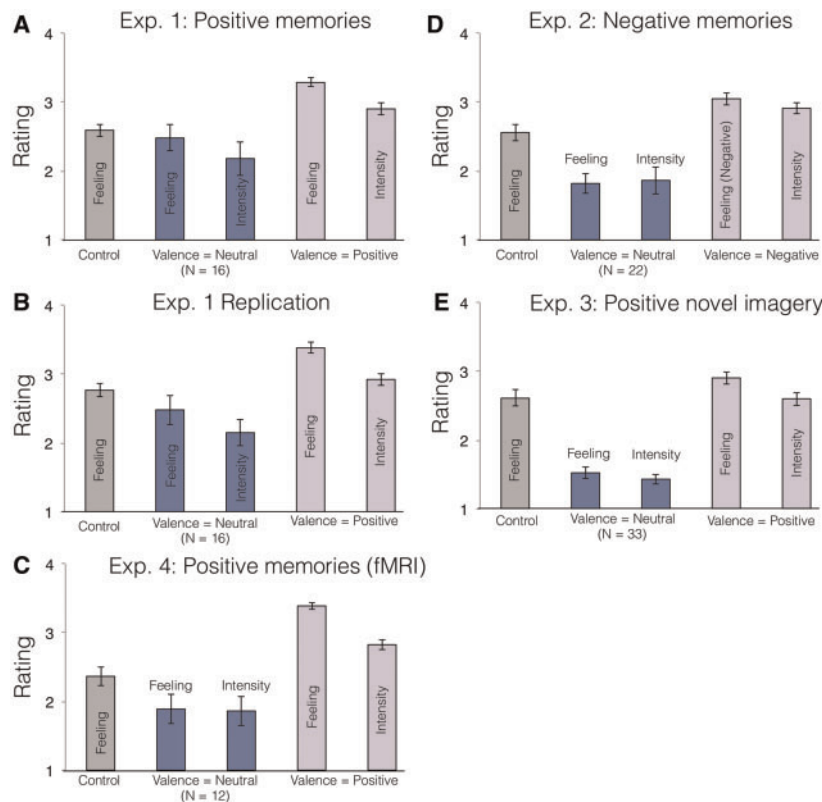 A
Exp. 1: Positive memories
4
3
2
1
Rating
Feeling
Feeling
Intensity
Feeling
Intensity
Control
Valence = Neutral
(N = 16)
Valence = Positive
B
Exp. 1 Replication
4
3
2
1
Rating
Feeling
Feeling
Intensity
Feeling
Intensity
Control
Valence = Neutral
(N = 16)
Valence = Positive
C
Exp. 4: Positive memories (fMRI)
4
3
2
1
Rating
Feeling
Feeling
Intensity
Feeling
Intensity
Control
Valence = Neutral
(N = 12)
Valence = Positive
D
Exp. 2: Negative memories
4
3
2
1
Rating
Feeling
Feeling
Intensity
Feeling (Negative)
Intensity
Control
Valence = Neutral
(N = 22)
Valence = Negative
E
Exp. 3: Positive novel imagery
4
3
2
1
Rating
Feeling
Feeling
Intensity
Feeling
Intensity
Control
Valence = Neutral
(N = 33)
Valence = Positive